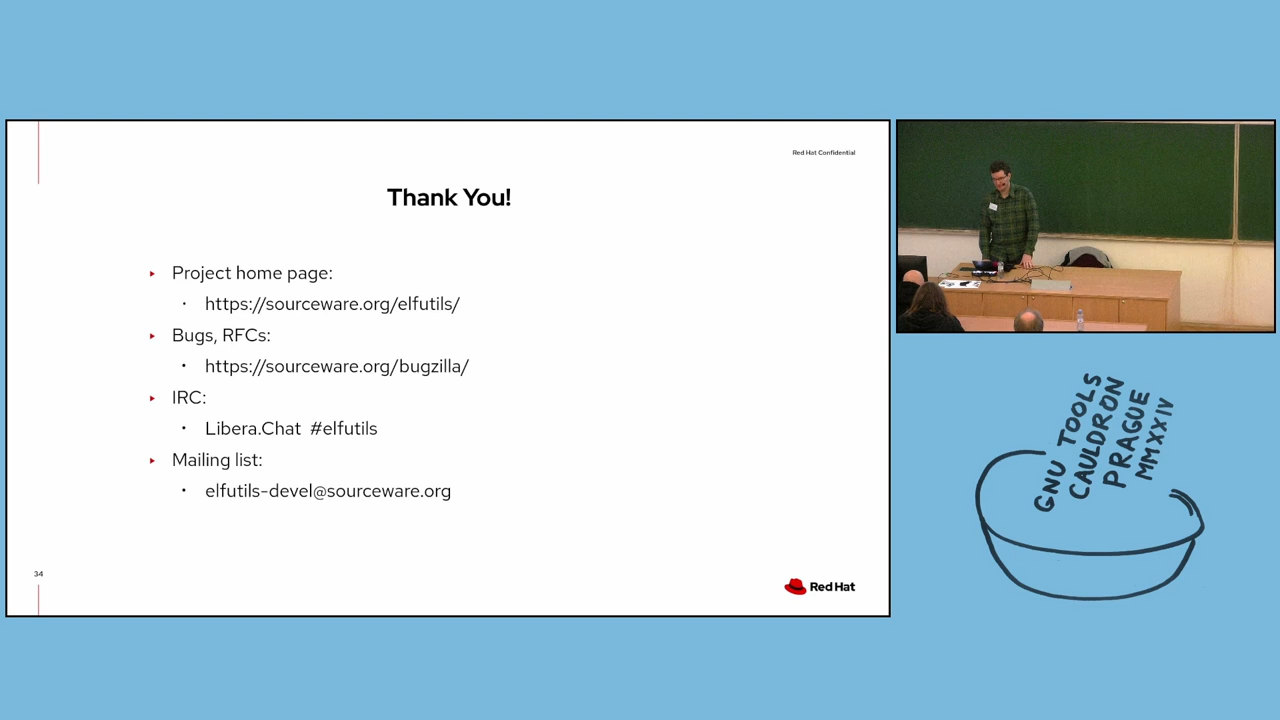 Red Hat Confidential
Thank You!
Project home page:
https://sourceware.org/elfutils/
Bugs, RFCs:
https://sourceware.org/bugzilla/
IRC:
Libera.Chat #elfutils
Mailing list:
elfutils-devel@sourceware.org
34
Red Hat
GNU TOOLS
CAULDRON
PRAGUE
MMXXIV